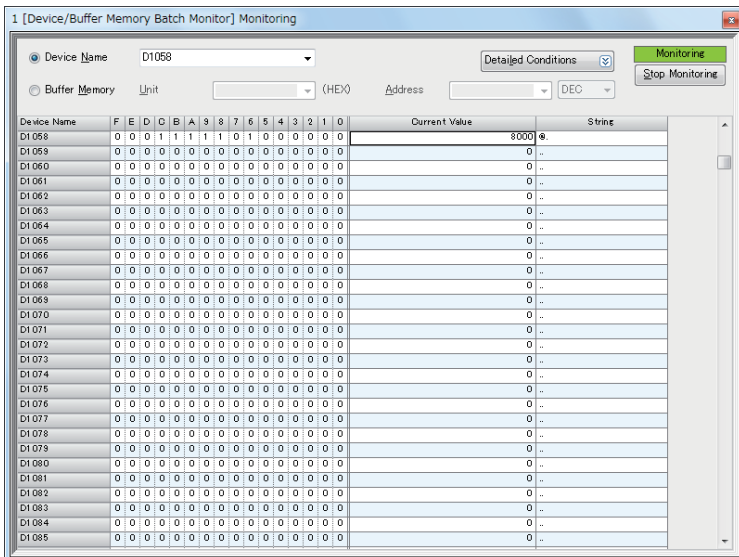 1 [Device/Buffer Memory Batch Monitor] Monitoring
Device Name D1058 Detailed Conditions Monitoring
Stop Monitoring
Buffer Memory Unit (HEX) Address DEC
Device Name F E D C B A 9 8 7 6 5 4 3 2 1 0 Current Value String
D1058 0 0 0 1 1 1 1 1 0 1 0 0 0 0 0 0 8000 @.
D1059 0 0 0 0 0 0 0 0 0 0 0 0 0 0 0 0 0 ..
D1060 0 0 0 0 0 0 0 0 0 0 0 0 0 0 0 0 0 ..
D1061 0 0 0 0 0 0 0 0 0 0 0 0 0 0 0 0 0 ..
D1062 0 0 0 0 0 0 0 0 0 0 0 0 0 0 0 0 0 ..
D1063 0 0 0 0 0 0 0 0 0 0 0 0 0 0 0 0 0 ..
D1064 0 0 0 0 0 0 0 0 0 0 0 0 0 0 0 0 0 ..
D1065 0 0 0 0 0 0 0 0 0 0 0 0 0 0 0 0 0 ..
D1066 0 0 0 0 0 0 0 0 0 0 0 0 0 0 0 0 0 ..
D1067 0 0 0 0 0 0 0 0 0 0 0 0 0 0 0 0 0 ..
D1068 0 0 0 0 0 0 0 0 0 0 0 0 0 0 0 0 0 ..
D1069 0 0 0 0 0 0 0 0 0 0 0 0 0 0 0 0 0 ..
D1070 0 0 0 0 0 0 0 0 0 0 0 0 0 0 0 0 0 ..
D1071 0 0 0 0 0 0 0 0 0 0 0 0 0 0 0 0 0 ..
D1072 0 0 0 0 0 0 0 0 0 0 0 0 0 0 0 0 0 ..
D1073 0 0 0 0 0 0 0 0 0 0 0 0 0 0 0 0 0 ..
D1074 0 0 0 0 0 0 0 0 0 0 0 0 0 0 0 0 0 ..
D1075 0 0 0 0 0 0 0 0 0 0 0 0 0 0 0 0 0 ..
D1076 0 0 0 0 0 0 0 0 0 0 0 0 0 0 0 0 0 ..
D1077 0 0 0 0 0 0 0 0 0 0 0 0 0 0 0 0 0 ..
D1078 0 0 0 0 0 0 0 0 0 0 0 0 0 0 0 0 0 ..
D1079 0 0 0 0 0 0 0 0 0 0 0 0 0 0 0 0 0 ..
D1080 0 0 0 0 0 0 0 0 0 0 0 0 0 0 0 0 0 ..
D1081 0 0 0 0 0 0 0 0 0 0 0 0 0 0 0 0 0 ..
D1082 0 0 0 0 0 0 0 0 0 0 0 0 0 0 0 0 0 ..
D1083 0 0 0 0 0 0 0 0 0 0 0 0 0 0 0 0 0 ..
D1084 0 0 0 0 0 0 0 0 0 0 0 0 0 0 0 0 0 ..
D1085 0 0 0 0 0 0 0 0 0 0 0 0 0 0 0 0 0 ..